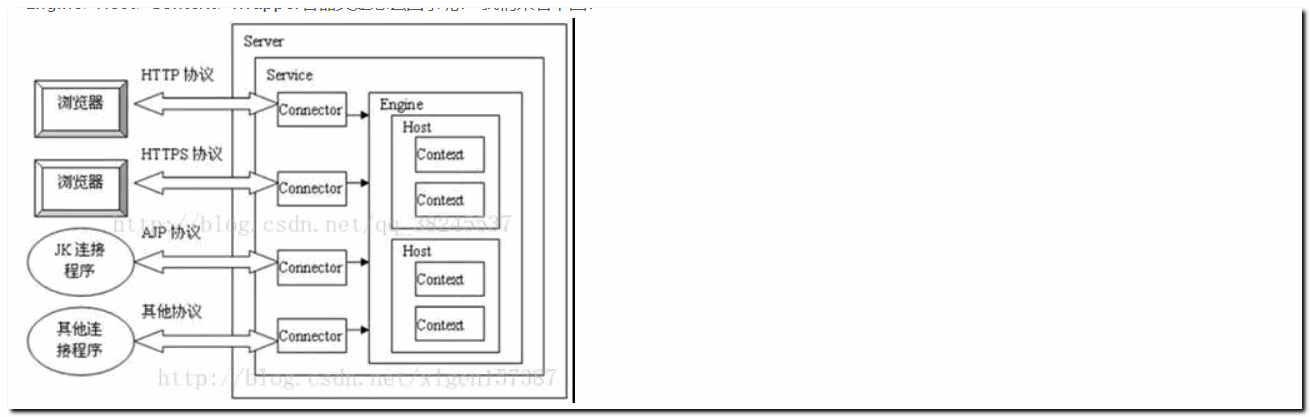 Server
HTTP 协议
Service
浏览器
Connector
Engine
Host
Context
HTTPS 协议
浏览器
Connector
Context
http://blog.csdn.net/qq_38245537
AJP 协议
JK 连接
程序
Connector
Host
Context
其他协议
其他连
接程序
Connector
Context
http://blog.csdn.net/xlgen157387